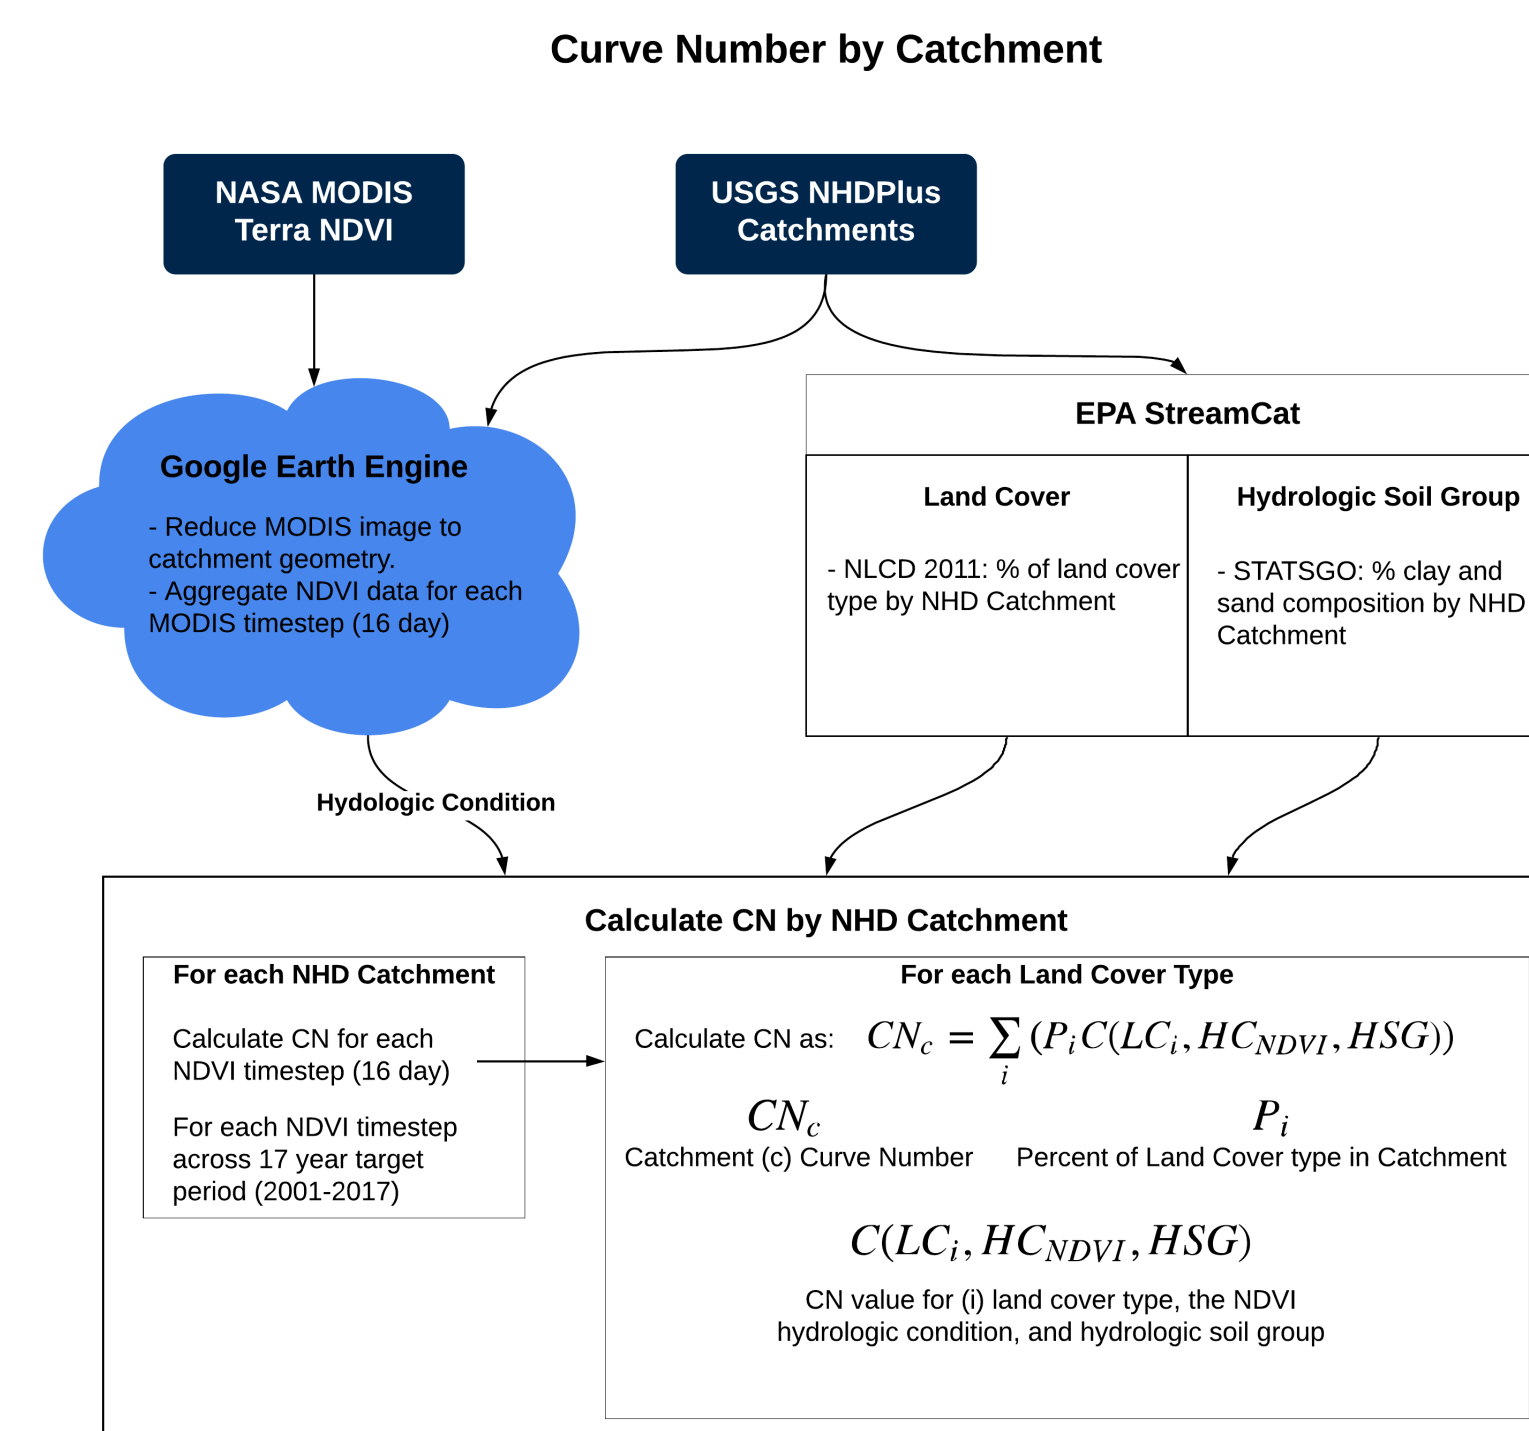 Curve Number by Catchment
NASA MODIS
Terra NDVI
USGS NHDPlus
Catchments
Google Earth Engine
- Reduce MODIS image to
catchment geometry.
- Aggregate NDVI data for each
MODIS timestep (16 day)
EPA StreamCat
Land Cover
- NLCD 2011: % of land cover
type by NHD Catchment
Hydrologic Soil Group
- STATSGO: % clay and
sand composition by NHD
Catchment
Hydologic Condition
Calculate CN by NHD Catchment
For each NHD Catchment
Calculate CN for each
NDVI timestep (16 day)
For each NDVI timestep
across 17 year target
period (2001-2017)
For each Land Cover Type
Calculate CN as: $CN_c = \sum_i (P_i C(LC_i, HC_{NDVI}, HSG))$
$CN_c$
Catchment (c) Curve Number
$P_i$
Percent of Land Cover type in Catchment
$C(LC_i, HC_{NDVI}, HSG)$
CN value for (i) land cover type, the NDVI
hydrologic condition, and hydrologic soil group